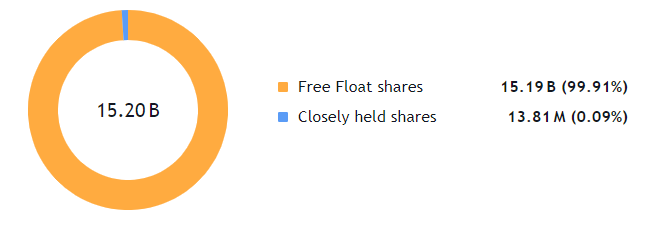 15.20 B
Free Float shares 15.19 B (99.91%)
Closely held shares 13.81 M (0.09%)